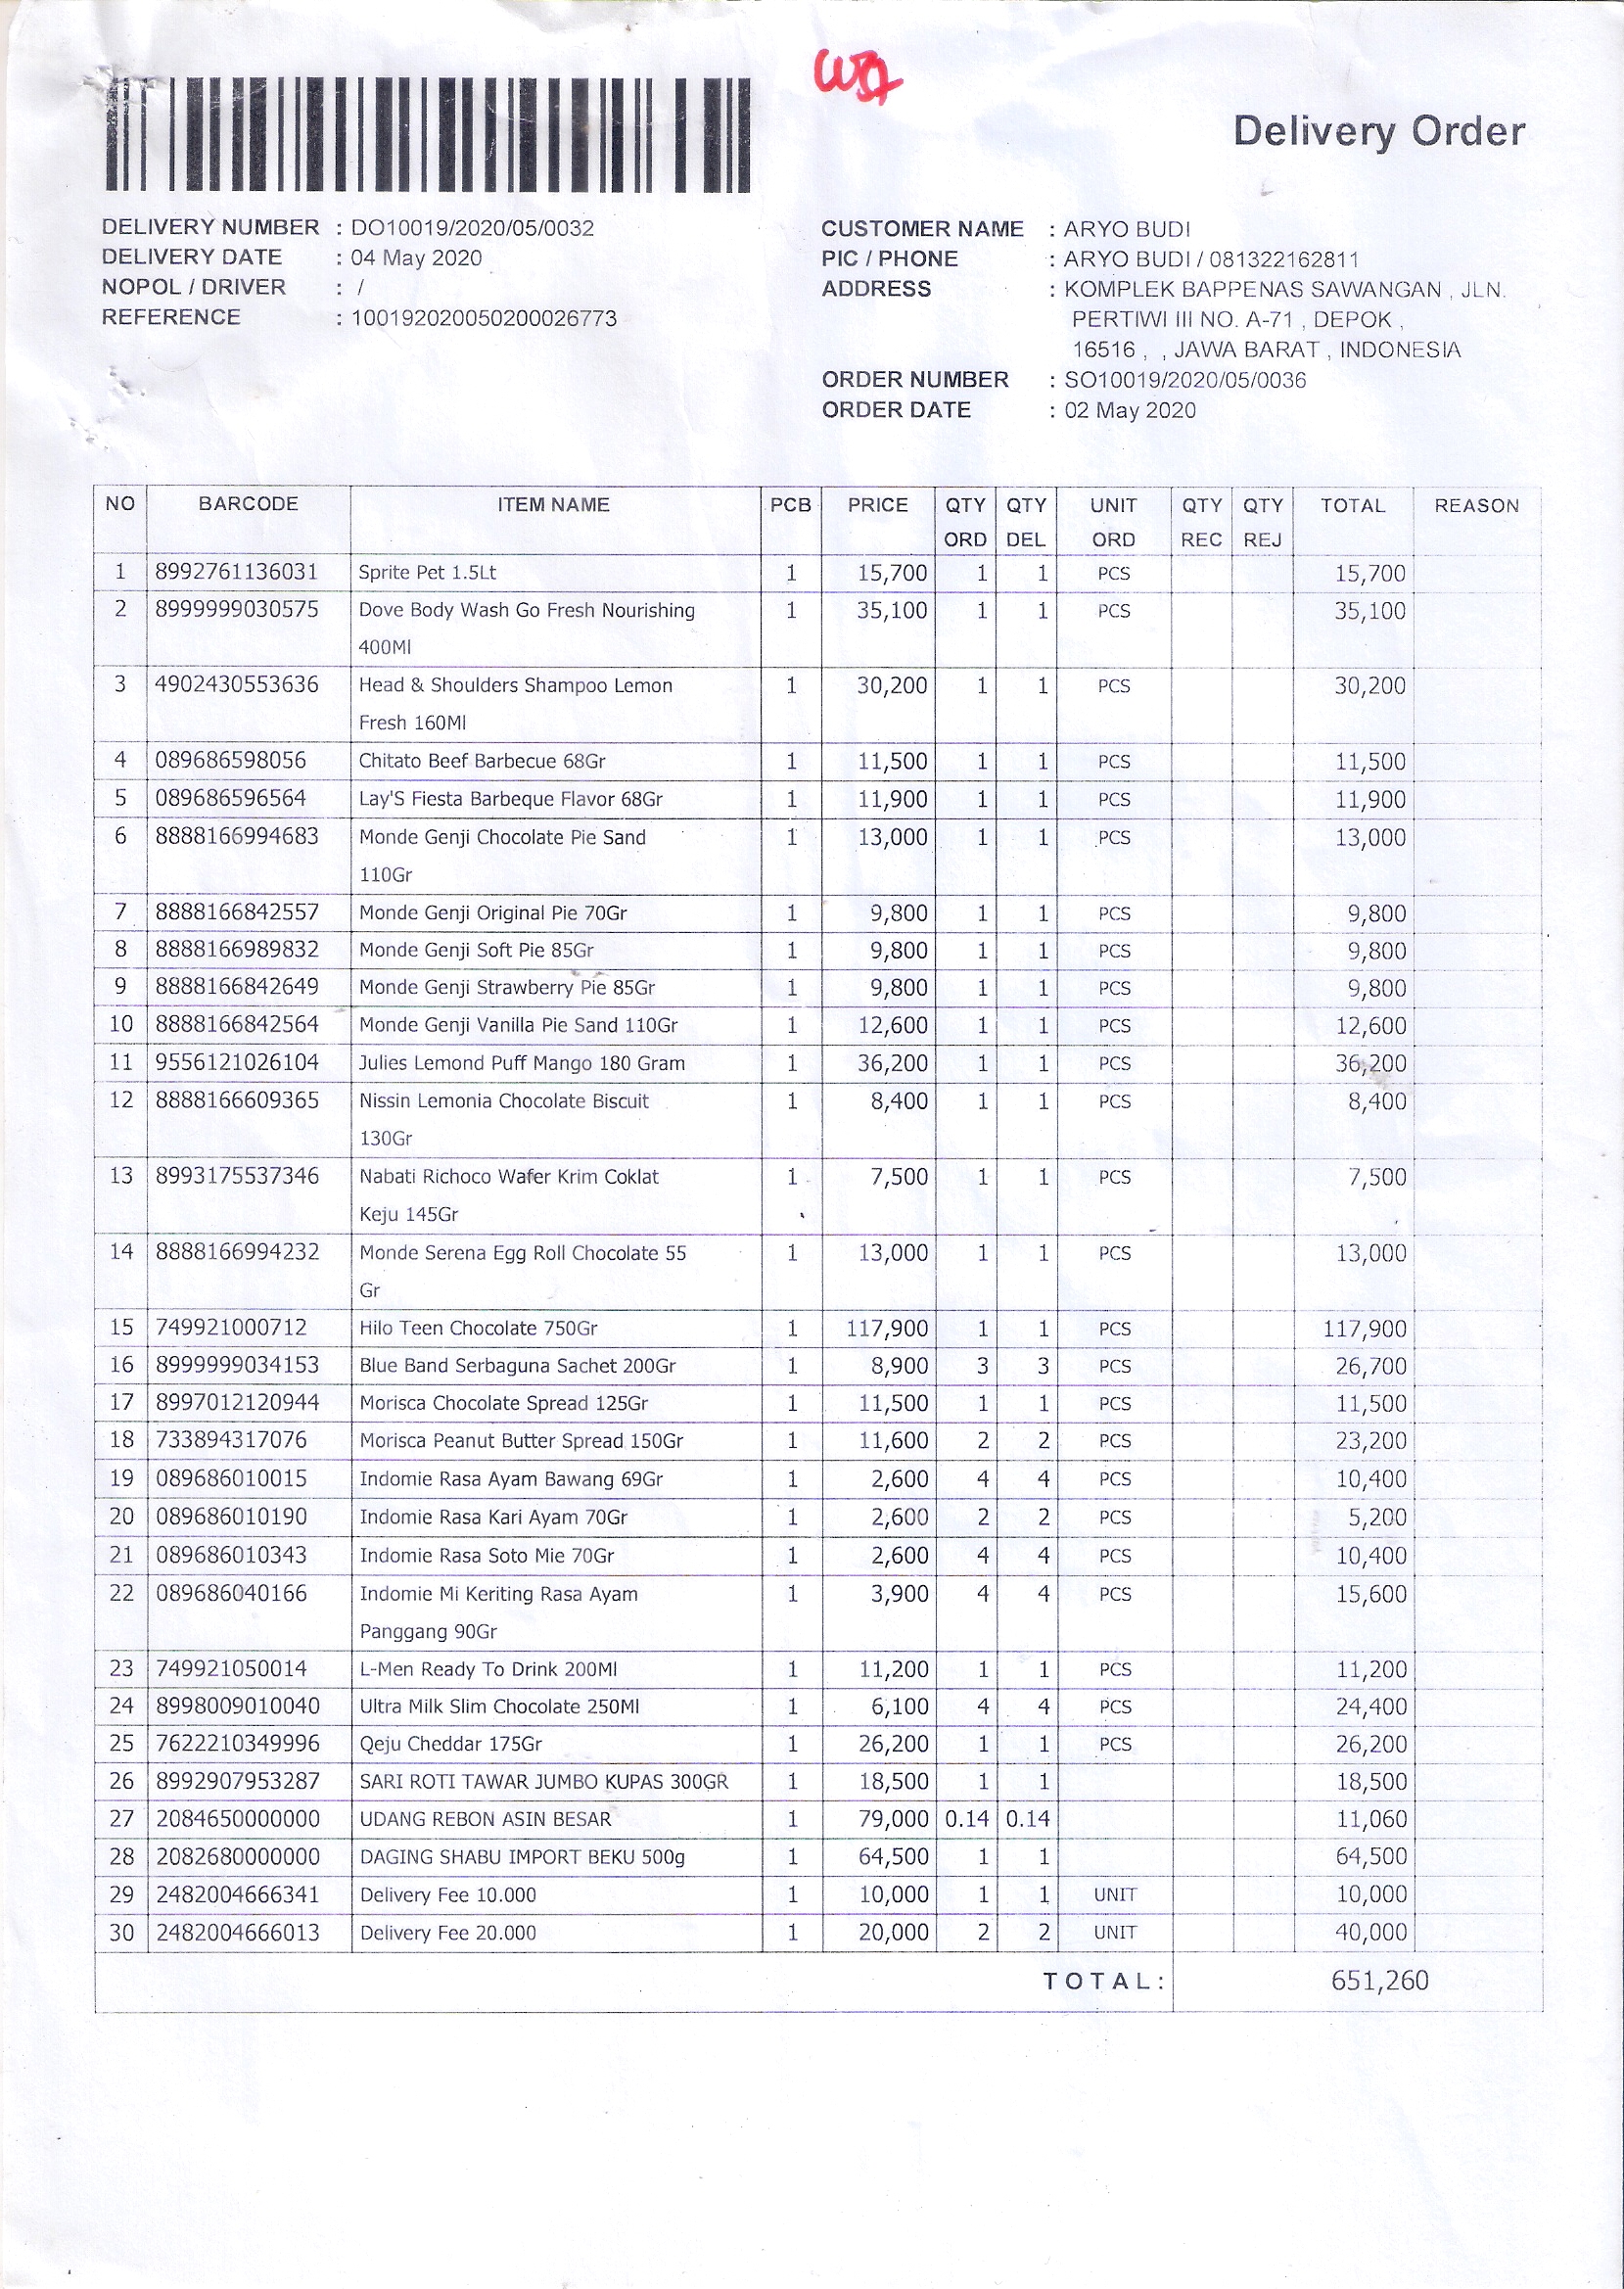 Delivery Order
DELIVERY NUMBER : DO10019/2020/05/0032
DELIVERY DATE : 04 May 2020
NOPOL / DRIVER : /
REFERENCE : 100192020050200026773
CUSTOMER NAME : ARYO BUDI
PIC / PHONE : ARYO BUDI / 081322162811
ADDRESS : KOMPLEK BAPPENAS SAWANGAN , JLN.
PERTIWI III NO. A-71 , DEPOK ,
16516 , , JAWA BARAT , INDONESIA
ORDER NUMBER : SO10019/2020/05/0036
ORDER DATE : 02 May 2020
NO BARCODE ITEM NAME PCB PRICE QTY QTY UNIT QTY QTY TOTAL REASON
ORD DEL ORD REC REJ
1 8992761136031 Sprite Pet 1.5Lt 1 15,700 1 1 PCS 15,700
2 8999999030575 Dove Body Wash Go Fresh Nourishing 1 35,100 1 1 PCS 35,100
400Ml
3 4902430553636 Head & Shoulders Shampoo Lemon 1 30,200 1 1 PCS 30,200
Fresh 160Ml
4 089686598056 Chitato Beef Barbecue 68Gr 1 11,500 1 1 PCS 11,500
5 089686596564 Lay'S Fiesta Barbeque Flavor 68Gr 1 11,900 1 1 PCS 11,900
6 8888166994683 Monde Genji Chocolate Pie Sand 1 13,000 1 1 PCS 13,000
110Gr
7 8888166842557 Monde Genji Original Pie 70Gr 1 9,800 1 1 PCS 9,800
8 8888166989832 Monde Genji Soft Pie 85Gr 1 9,800 1 1 PCS 9,800
9 8888166842649 Monde Genji Strawberry Pie 85Gr 1 9,800 1 1 PCS 9,800
10 8888166842564 Monde Genji Vanilla Pie Sand 110Gr 1 12,600 1 1 PCS 12,600
11 9556121026104 Julies Lemond Puff Mango 180 Gram 1 36,200 1 1 PCS 36,200
12 8888166609365 Nissin Lemonia Chocolate Biscuit 1 8,400 1 1 PCS 8,400
130Gr
13 8993175537346 Nabati Richoco Wafer Krim Coklat 1 7,500 1 1 PCS 7,500
Keju 145Gr
14 8888166994232 Monde Serena Egg Roll Chocolate 55 1 13,000 1 1 PCS 13,000
Gr
15 749921000712 Hilo Teen Chocolate 750Gr 1 117,900 1 1 PCS 117,900
16 8999999034153 Blue Band Serbaguna Sachet 200Gr 1 8,900 3 3 PCS 26,700
17 8997012120944 Morisca Chocolate Spread 125Gr 1 11,500 1 1 PCS 11,500
18 733894317076 Morisca Peanut Butter Spread 150Gr 1 11,600 2 2 PCS 23,200
19 089686010015 Indomie Rasa Ayam Bawang 69Gr 1 2,600 4 4 PCS 10,400
20 089686010190 Indomie Rasa Kari Ayam 70Gr 1 2,600 2 2 PCS 5,200
21 089686010343 Indomie Rasa Soto Mie 70Gr 1 2,600 4 4 PCS 10,400
22 089686040166 Indomie Mi Keriting Rasa Ayam 1 3,900 4 4 PCS 15,600
Panggang 90Gr
23 749921050014 L-Men Ready To Drink 200Ml 1 11,200 1 1 PCS 11,200
24 8998009010040 Ultra Milk Slim Chocolate 250Ml 1 6,100 4 4 PCS 24,400
25 7622210349996 Qeju Cheddar 175Gr 1 26,200 1 1 PCS 26,200
26 8992907953287 SARI ROTI TAWAR JUMBO KUPAS 300GR 1 18,500 1 1 18,500
27 2084650000000 UDANG REBON ASIN BESAR 1 79,000 0.14 0.14 11,060
28 2082680000000 DAGING SHABU IMPORT BEKU 500g 1 64,500 1 1 64,500
29 2482004666341 Delivery Fee 10.000 1 10,000 1 1 UNIT 10,000
30 2482004666013 Delivery Fee 20.000 1 20,000 2 2 UNIT 40,000
TOTAL: 651,260